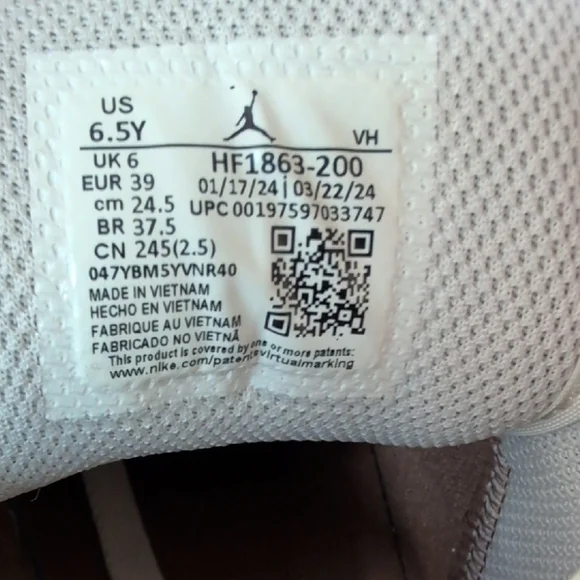 US
6.5Y
VH
UK 6
HF1863-200
EUR 39
01/17/24 | 03/22/24
cm 24.5
UPC 00197597033747
BR 37.5
CN 245(2.5)
047YBM5YVNR40
MADE IN VIETNAM
HECHO EN VIETNAM
FABRIQUE AU VIETNAM
FABRICADO NO VIETNÃ
This product is covered by one or more patents:
www.nike.com/patentsvirtualmarking